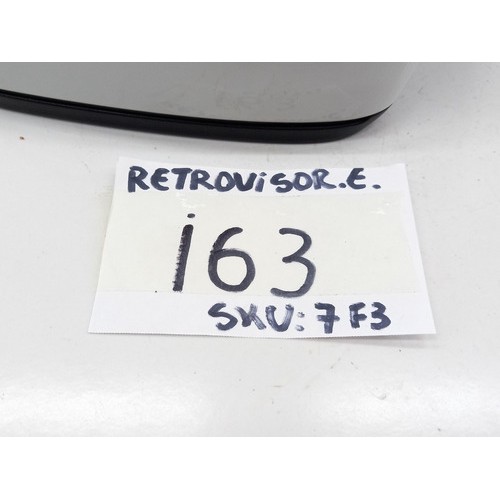 RETROViSOR.E.
i63
SKU: 7F3